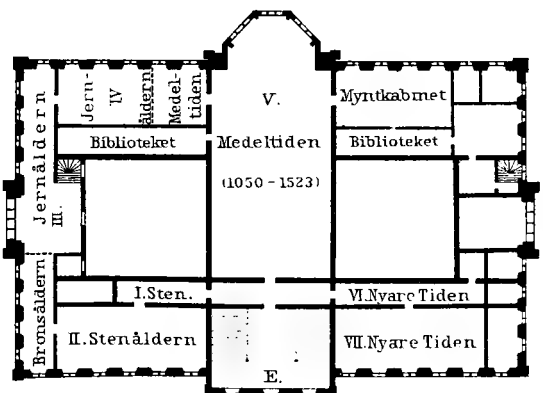 Jernåldern
III.
Bronsåldern
Jern-
åldern
IV
Medel-
tiden
Biblioteket
V.
Medeltiden
(1050-1523)
Myntkabinet
Biblioteket
I.Sten.
II.Stenåldern
VI.Nyare Tiden
VII.Nyare Tiden
E.